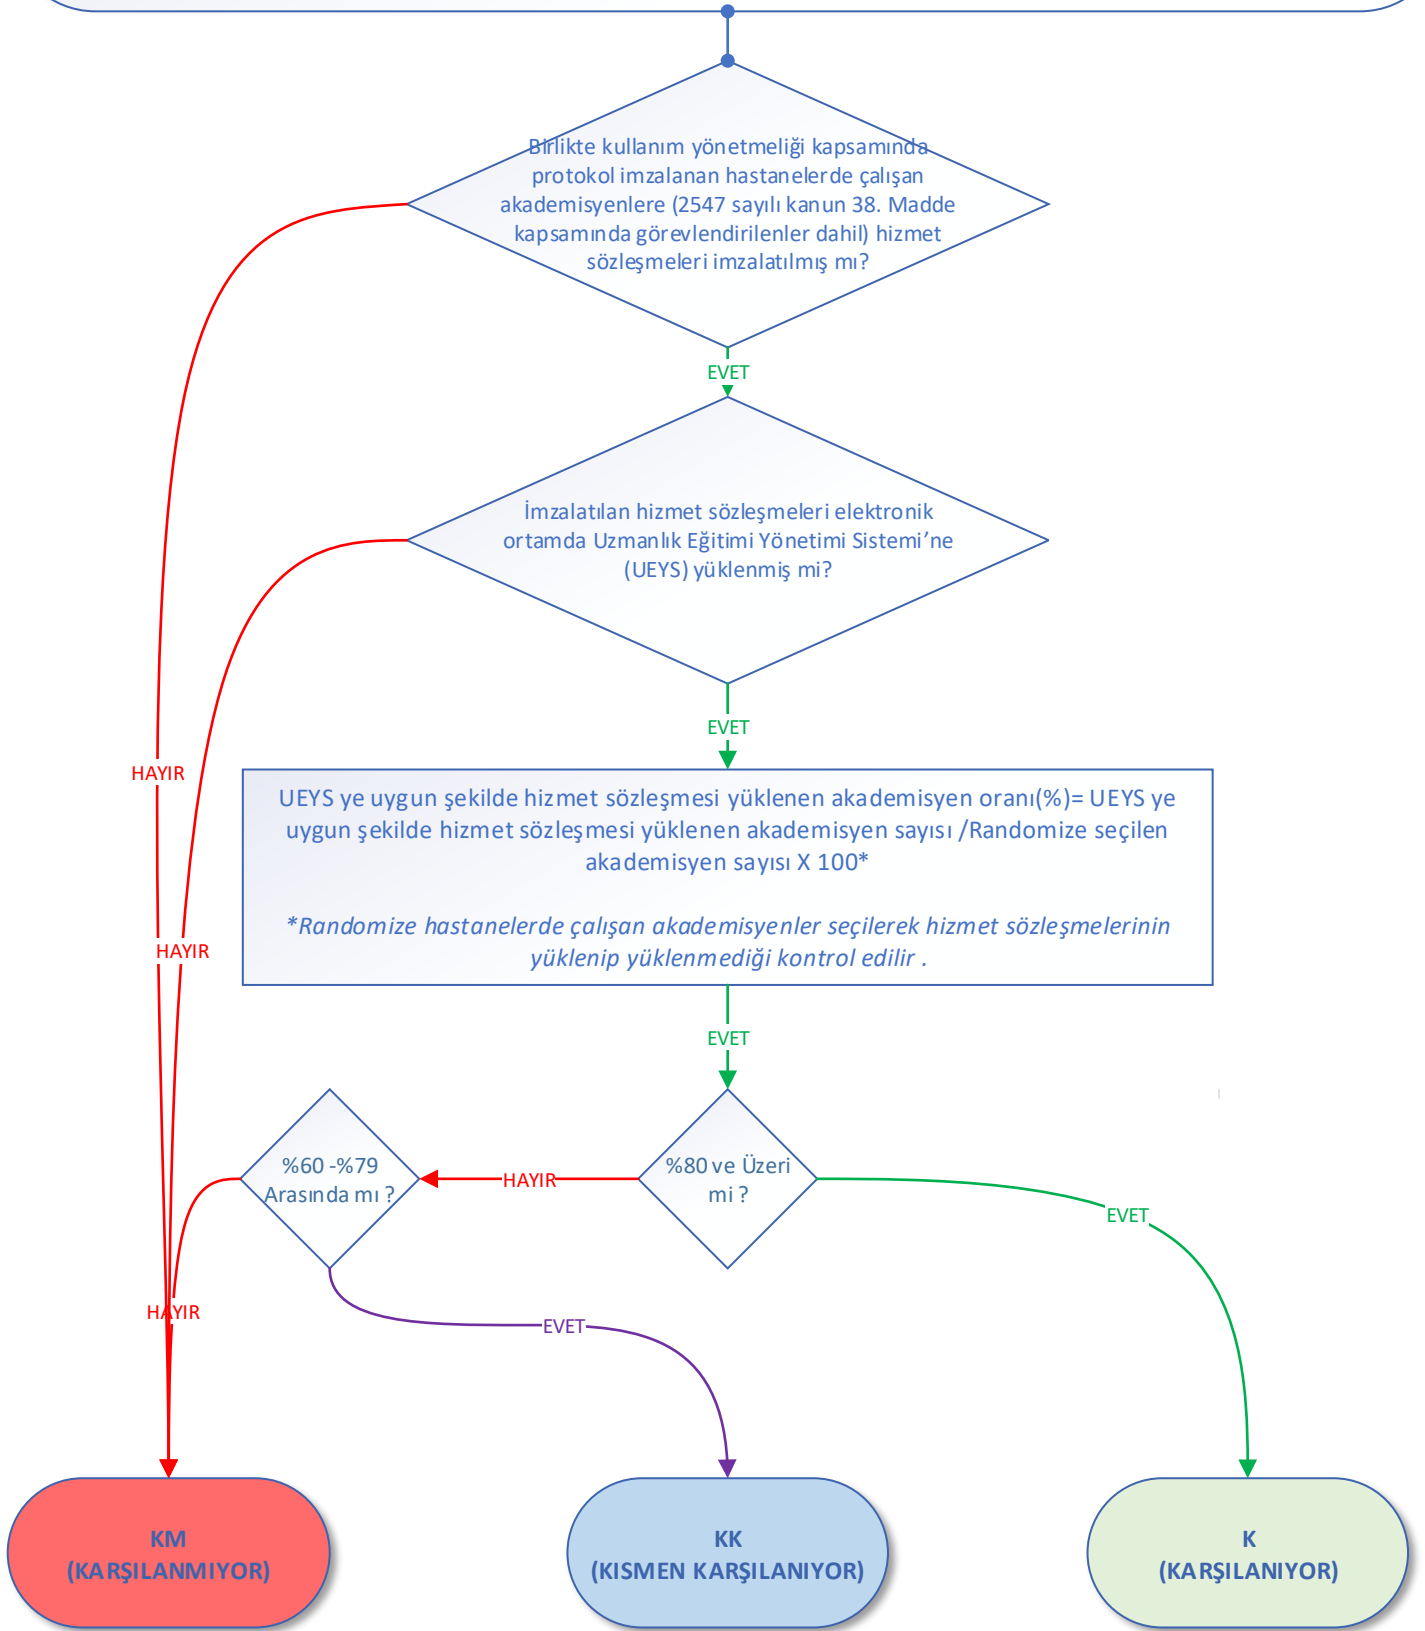 Birlikte kullanım yönetmeliği kapsamında
protokol imzalanan hastanelerde çalışan
akademisyenlere (2547 sayılı kanun 38. Madde
kapsamında görevlendirilenler dahil) hizmet
sözleşmeleri imzalatılmış mı?
EVET
İmzalatılan hizmet sözleşmeleri elektronik
ortamda Uzmanlık Eğitimi Yönetimi Sistemi’ne
(UEYS) yüklenmiş mi?
EVET
HAYIR
UEYS ye uygun şekilde hizmet sözleşmesi yüklenen akademisyen oranı(%)= UEYS ye
uygun şekilde hizmet sözleşmesi yüklenen akademisyen sayısı /Randomize seçilen
akademisyen sayısı X 100*
*Randomize hastanelerde çalışan akademisyenler seçilerek hizmet sözleşmelerinin
yüklenip yüklenmediği kontrol edilir .
HAYIR
EVET
%60 -%79
Arasında mı ?
HAYIR
%80 ve Üzeri
mi ?
EVET
HAYIR
EVET
KM
(KARŞILANMIYOR)
KK
(KISMEN KARŞILANIYOR)
K
(KARŞILANIYOR)